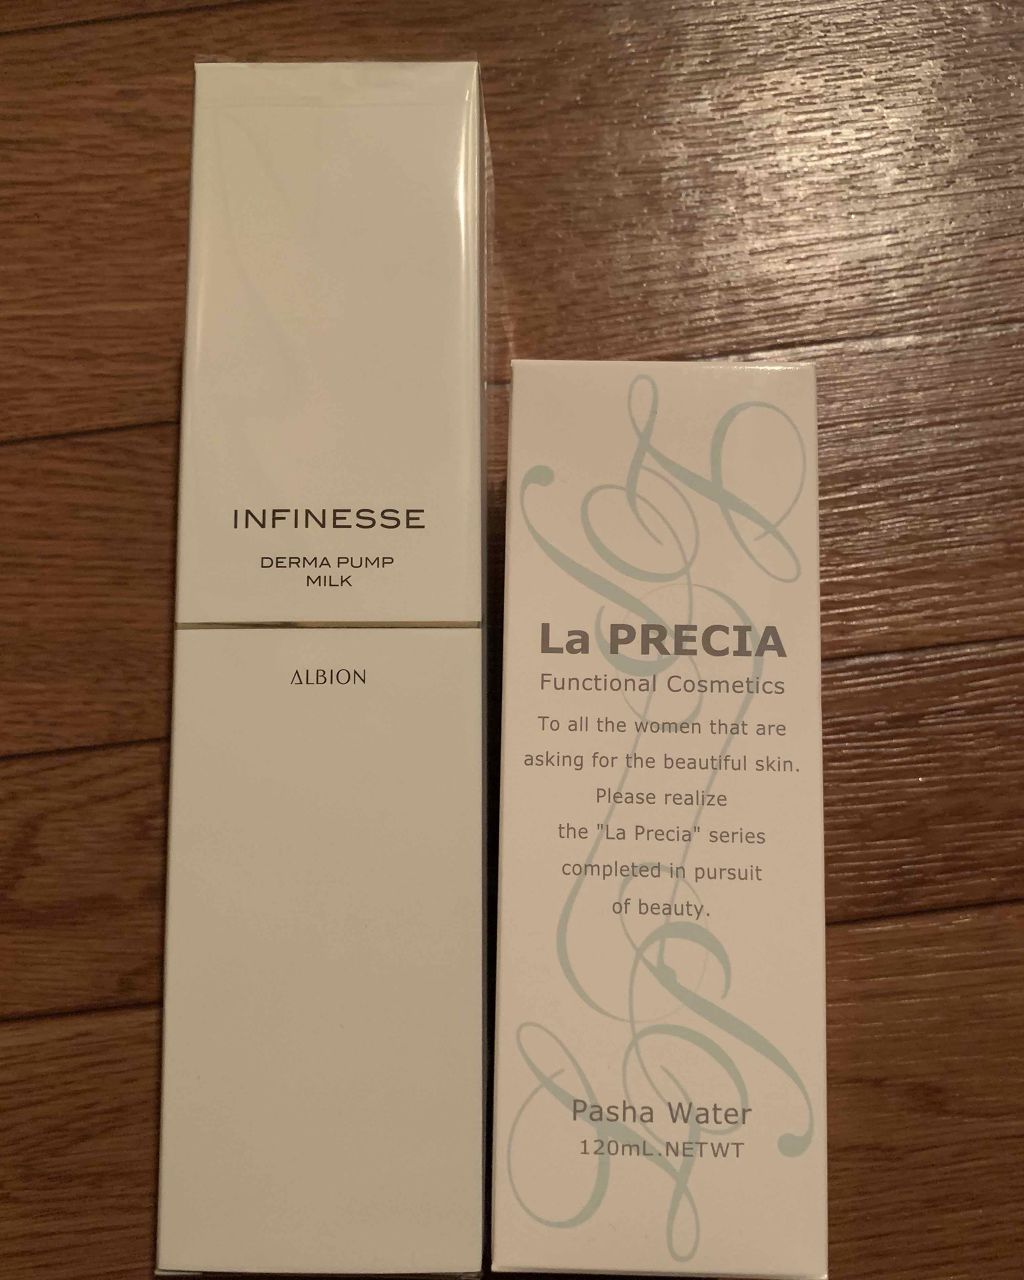 INFINESSE
DERMA PUMP
MILK
ALBION
La PRECIA
Functional Cosmetics
To all the women that are
asking for the beautiful skin.
Please realize
the "La Precia" series
completed in pursuit
of beauty.
Pasha Water
120mL.NETWT